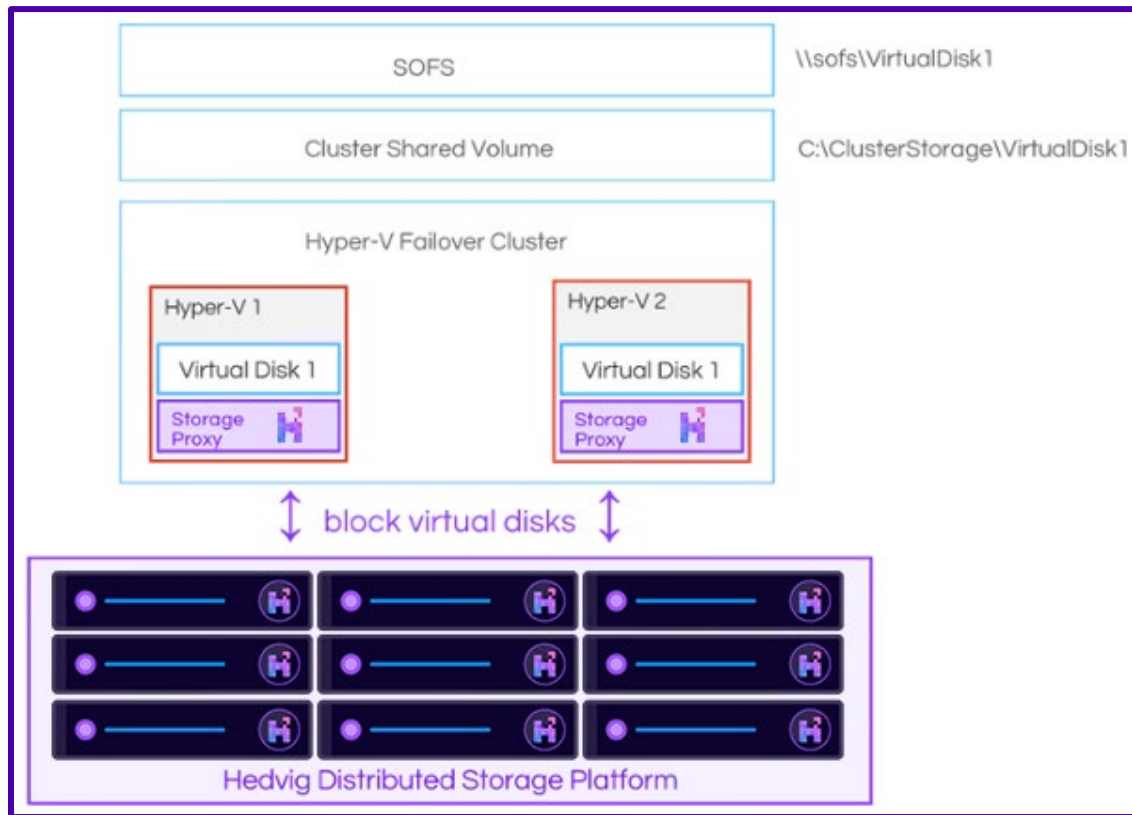 SOFS
\\sofs\VirtualDisk1
Cluster Shared Volume
C:\ClusterStorage\VirtualDisk1
Hyper-V Failover Cluster
Hyper-V 1
Virtual Disk 1
Storage
Proxy
Hyper-V 2
Virtual Disk 1
Storage
Proxy
block virtual disks
Hedvig Distributed Storage Platform